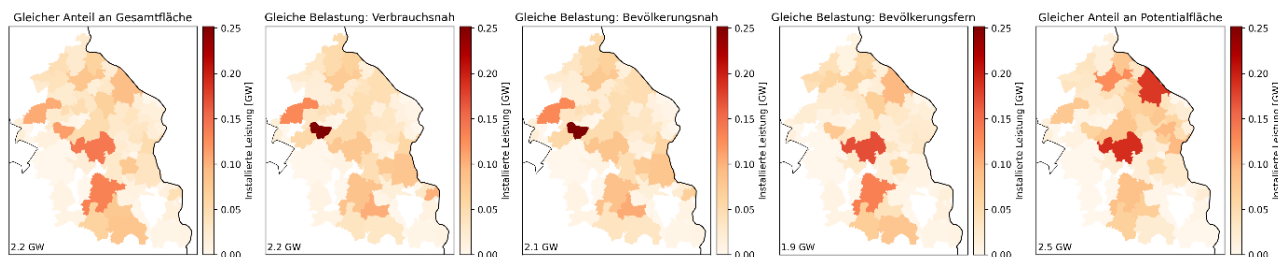 Gleicher Anteil an Gesamtfläche
0.25
0.20
0.15
0.10
0.05
0.00
Installierte Leistung [GW]
2.2 GW
Gleiche Belastung: Verbrauchsnah
0.25
0.20
0.15
0.10
0.05
0.00
Installierte Leistung [GW]
2.2 GW
Gleiche Belastung: Bevölkerungsnah
0.25
0.20
0.15
0.10
0.05
0.00
Installierte Leistung [GW]
2.1 GW
Gleiche Belastung: Bevölkerungsfern
0.25
0.20
0.15
0.10
0.05
0.00
Installierte Leistung [GW]
1.9 GW
Gleicher Anteil an Potentialfläche
0.25
0.20
0.15
0.10
0.05
0.00
Installierte Leistung [GW]
2.5 GW